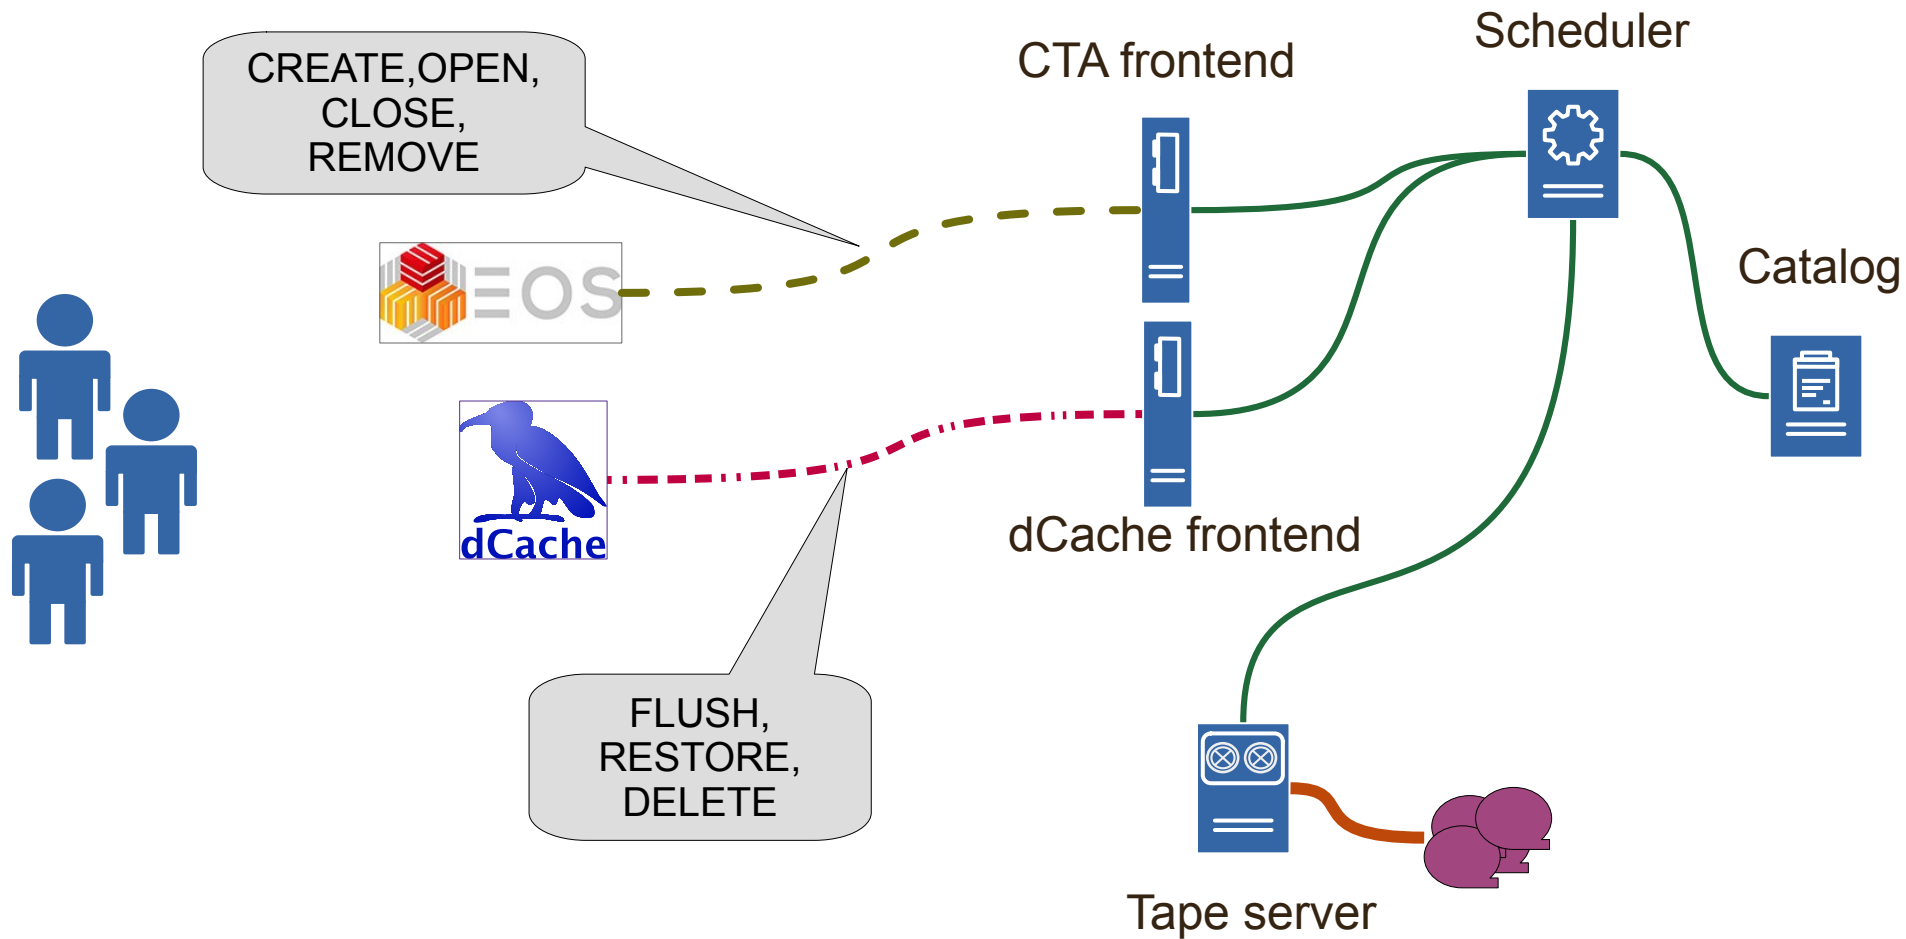 CREATE,OPEN,
CLOSE,
REMOVE
CTA frontend
Scheduler
EOS
Catalog
dCache
dCache frontend
FLUSH,
RESTORE,
DELETE
Tape server